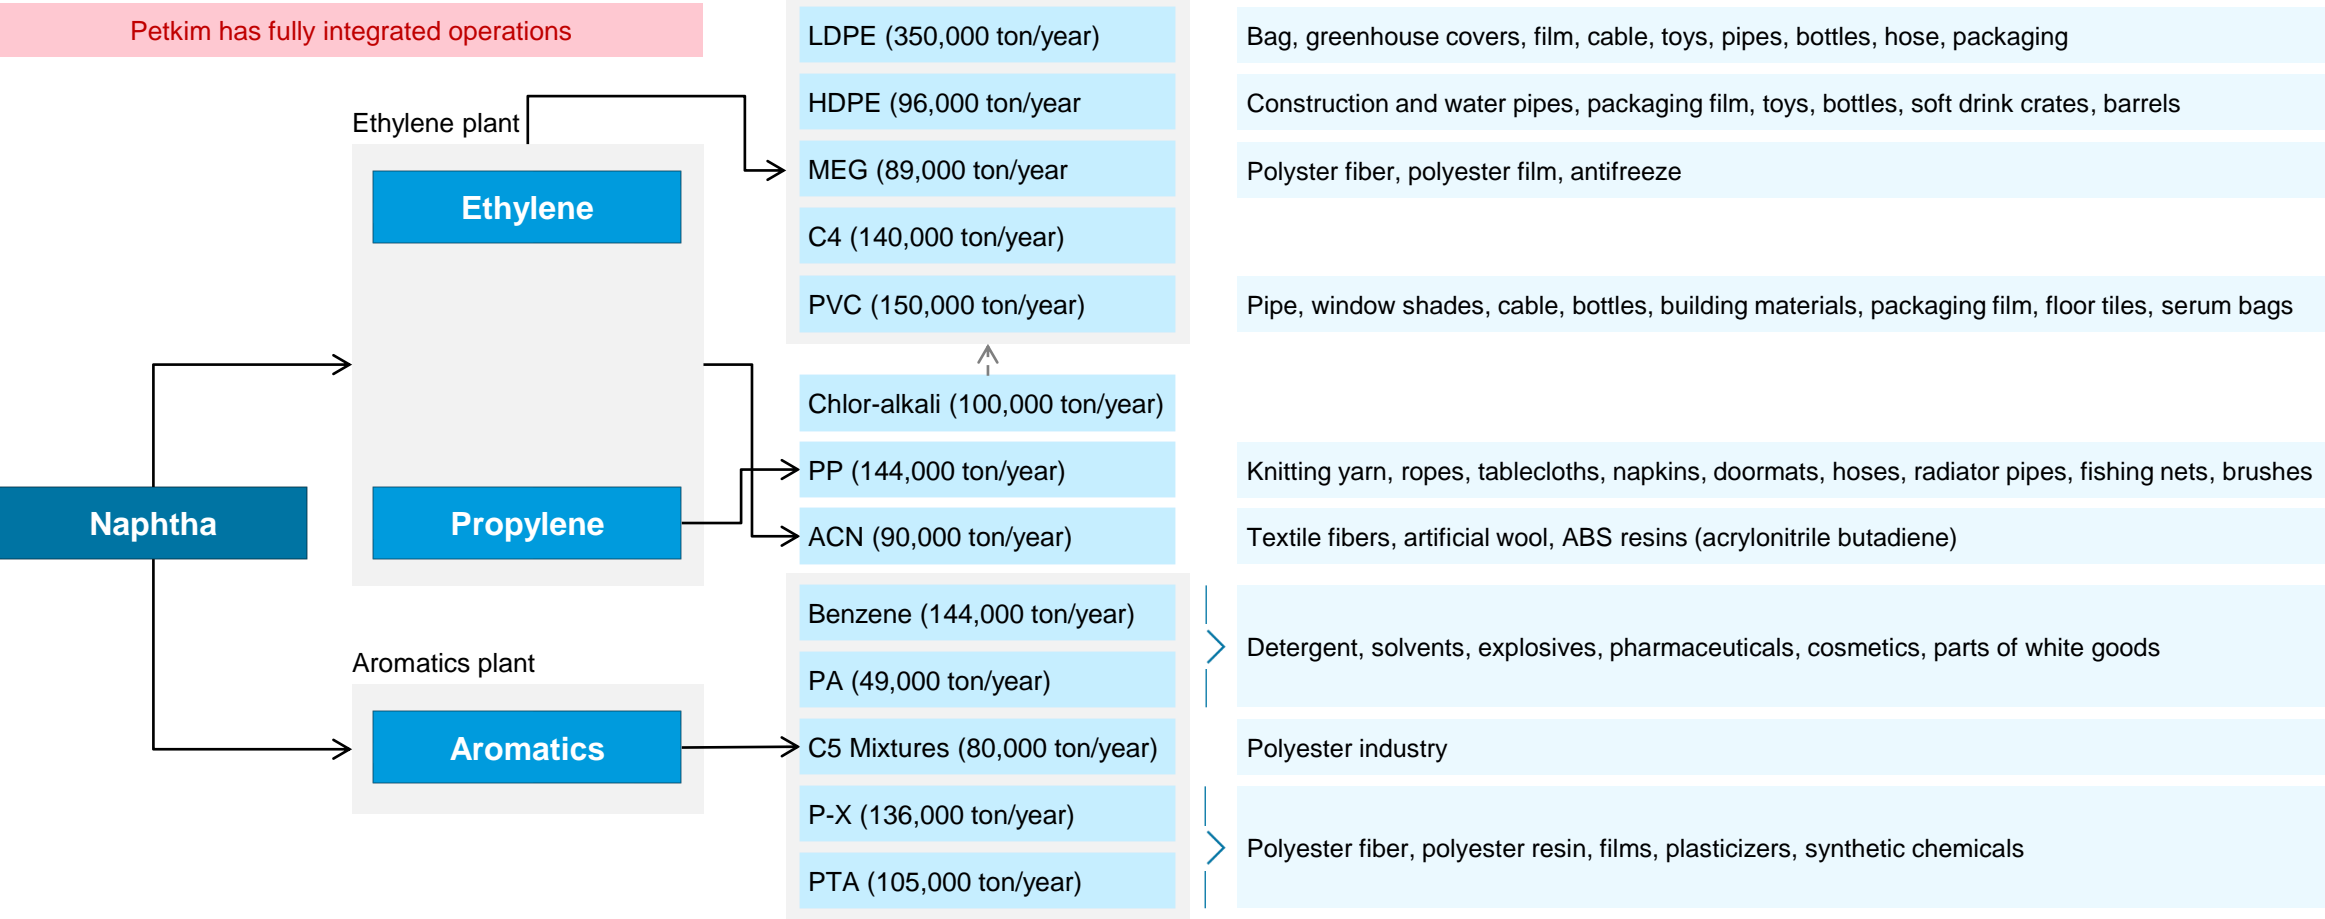 Petkim has fully integrated operations
LDPE (350,000 ton/year)
Bag, greenhouse covers, film, cable, toys, pipes, bottles, hose, packaging
HDPE (96,000 ton/year
Construction and water pipes, packaging film, toys, bottles, soft drink crates, barrels
Ethylene plant
MEG (89,000 ton/year
Polyster fiber, polyester film, antifreeze
Ethylene
C4 (140,000 ton/year)
PVC (150,000 ton/year)
Pipe, window shades, cable, bottles, building materials, packaging film, floor tiles, serum bags
Chlor-alkali (100,000 ton/year)
PP (144,000 ton/year)
Knitting yarn, ropes, tablecloths, napkins, doormats, hoses, radiator pipes, fishing nets, brushes
Naphtha
Propylene
ACN (90,000 ton/year)
Textile fibers, artificial wool, ABS resins (acrylonitrile butadiene)
Benzene (144,000 ton/year)
Detergent, solvents, explosives, pharmaceuticals, cosmetics, parts of white goods
Aromatics plant
PA (49,000 ton/year)
Aromatics
C5 Mixtures (80,000 ton/year)
Polyester industry
P-X (136,000 ton/year)
Polyester fiber, polyester resin, films, plasticizers, synthetic chemicals
PTA (105,000 ton/year)